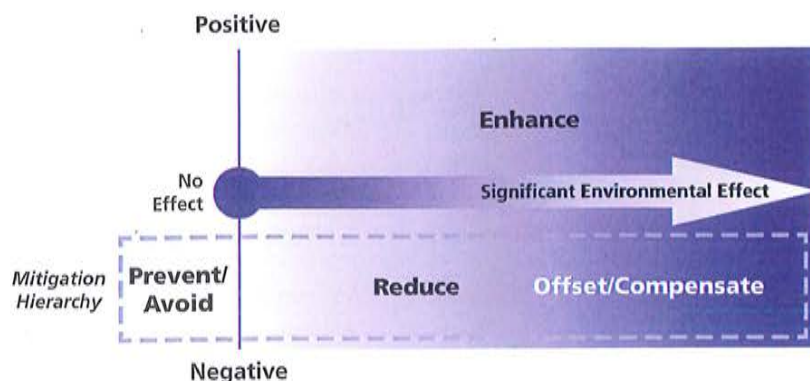 Positive
Enhance
No
Effect
Significant Environmental Effect
Mitigation
Hierarchy
Prevent/
Avoid
Reduce
Offset/Compensate
Negative